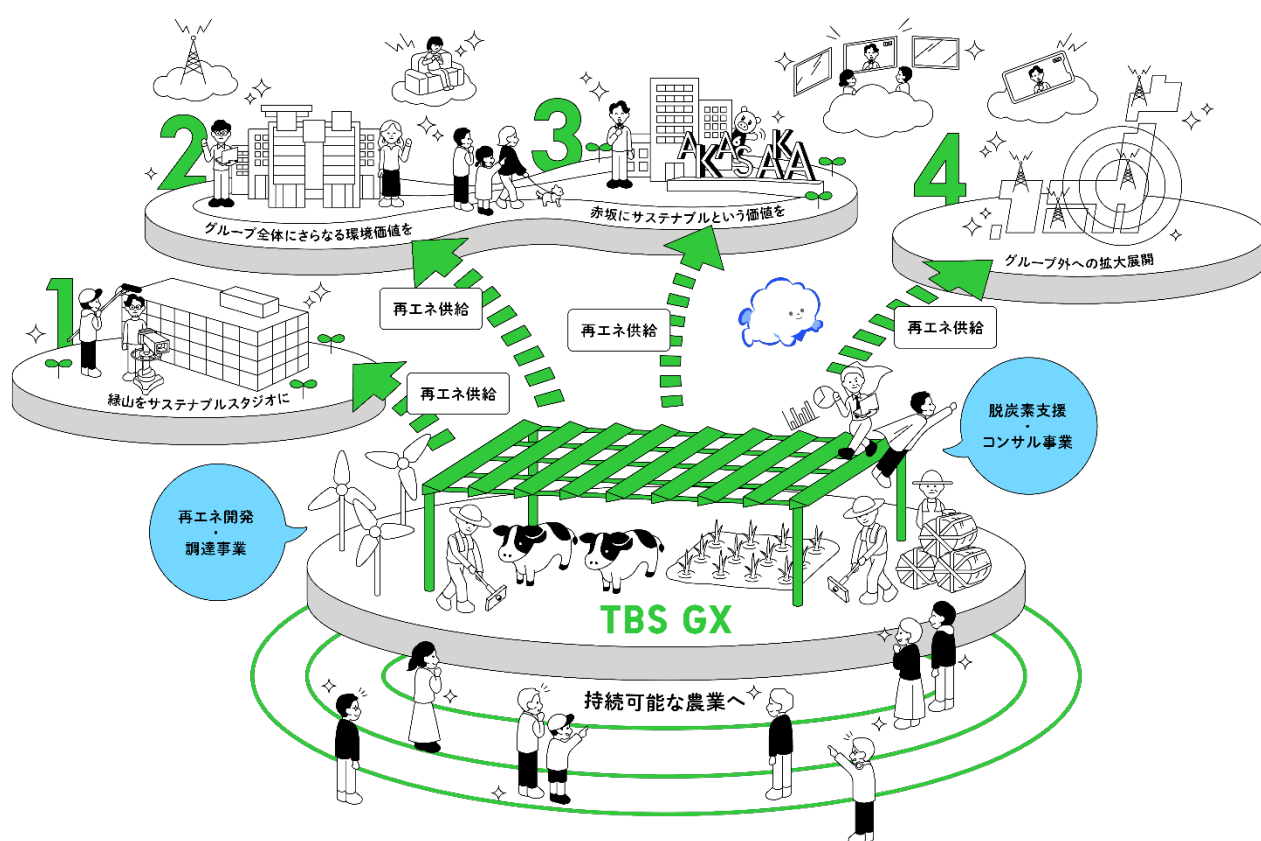 2
グループ全体にさらなる環境価値を
3
AKASAKA
赤坂にサステナブルという価値を
4
グループ外への拡大展開
1
緑山をサステナブルスタジオに
再エネ供給
再エネ供給
再エネ供給
再エネ供給
脱炭素支援
・
コンサル事業
再エネ開発
・
調達事業
TBS GX
持続可能な農業へ